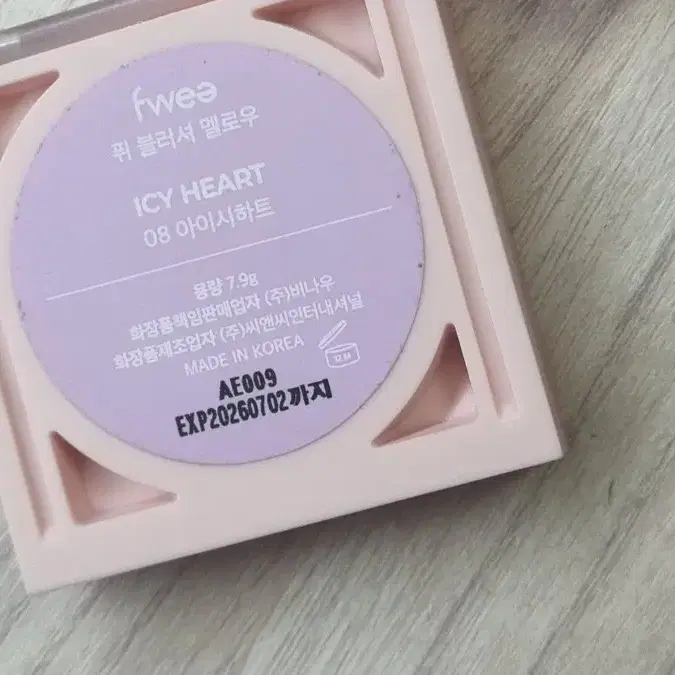 fwee
퓌 블러셔 멜로우
ICY HEART
08 아이시하트
용량 7.9g
화장품책임판매업자 (주)비나우
화장품제조업자 (주)씨앤씨인터내셔널
MADE IN KOREA
12 M
AE009
EXP20260702까지